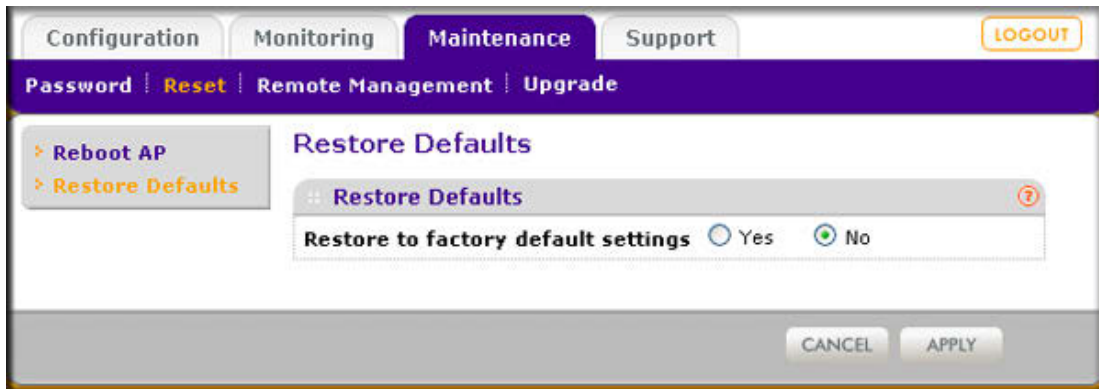 Configuration Monitoring Maintenance Support LOGOUT
Password Reset Remote Management Upgrade
Reboot AP
Restore Defaults
Restore Defaults
Restore Defaults ?
Restore to factory default settings Yes No
CANCEL APPLY